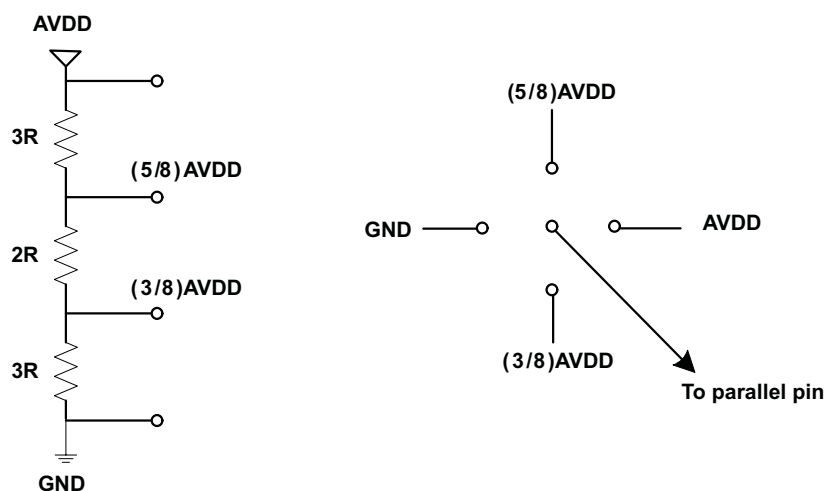 AVDD
3R
(5/8)AVDD
2R
(3/8)AVDD
3R
GND
(5/8)AVDD
GND
AVDD
(3/8)AVDD
To parallel pin